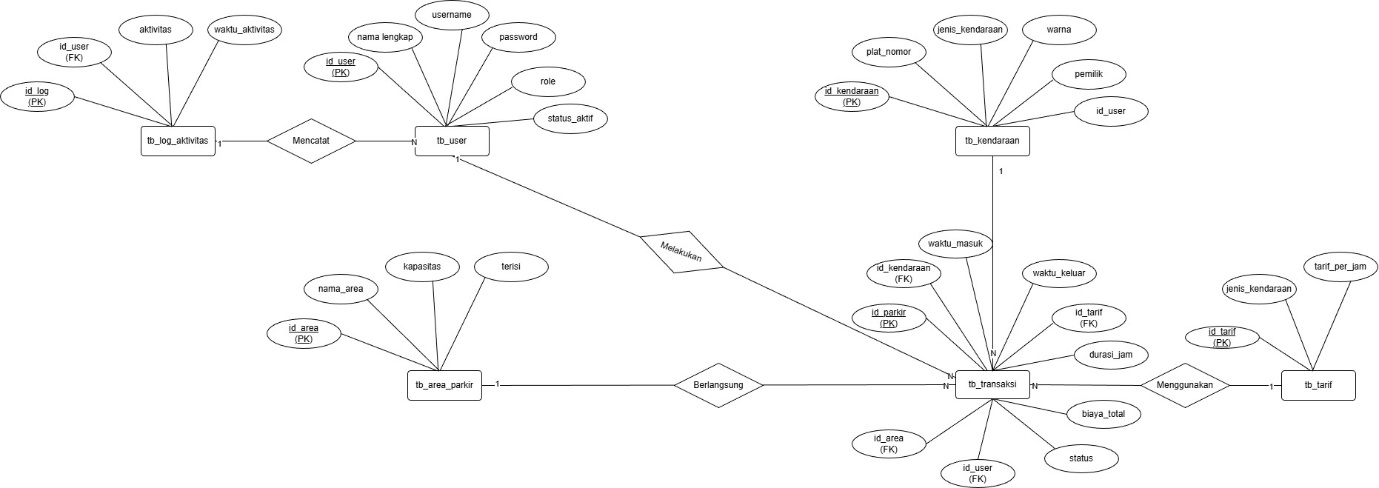 username
aktivitas
waktu_aktivitas
nama lengkap
password
id_user
(FK)
id_user
(PK)
role
id_log
(PK)
status_aktif
tb_log_aktivitas
1
Mencatat
N
tb_user
1
jenis_kendaraan
warna
plat_nomor
pemilik
id_kendaraan
(PK)
id_user
tb_kendaraan
1
Melakukan
waktu_masuk
kapasitas
terisi
id_kendaraan
(FK)
waktu_keluar
tarif_per_jam
nama_area
jenis_kendaraan
id_parkir
(PK)
id_tarif
(FK)
id_area
(PK)
id_tarif
(PK)
N
durasi_jam
N
tb_area_parkir
1
Berlangsung
N
tb_transaksi
N
Menggunakan
1
tb_tarif
biaya_total
id_area
(FK)
status
id_user
(FK)